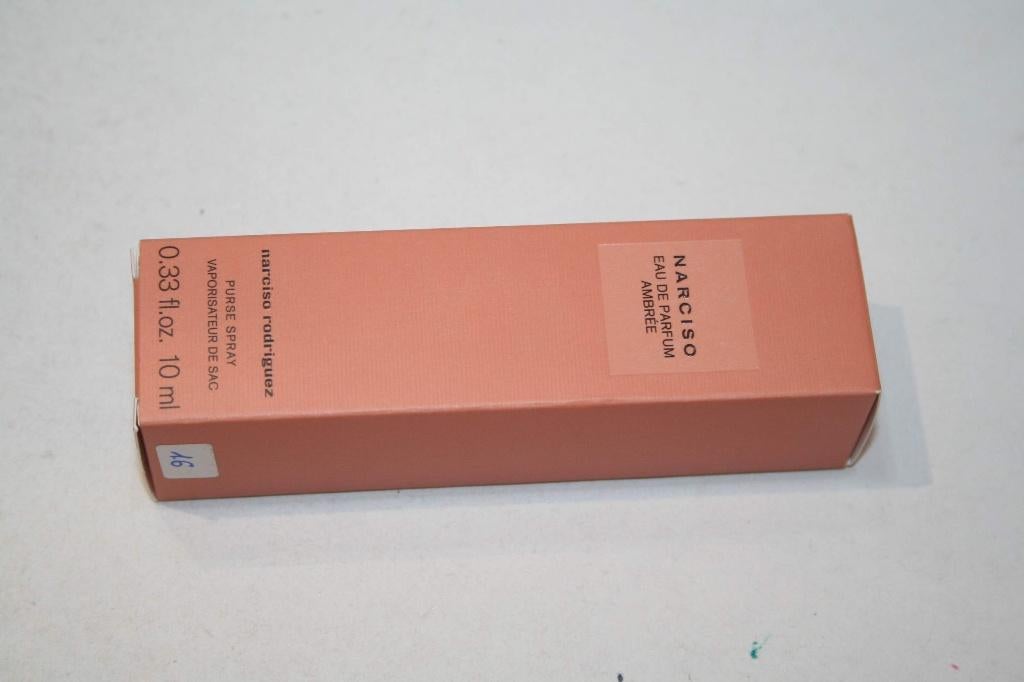 NARCISO
EAU DE PARFUM
AMBRÉE
narciso rodriguez
PURSE SPRAY
VAPORISATEUR DE SAC
0.33 fl.oz. 10 ml
16